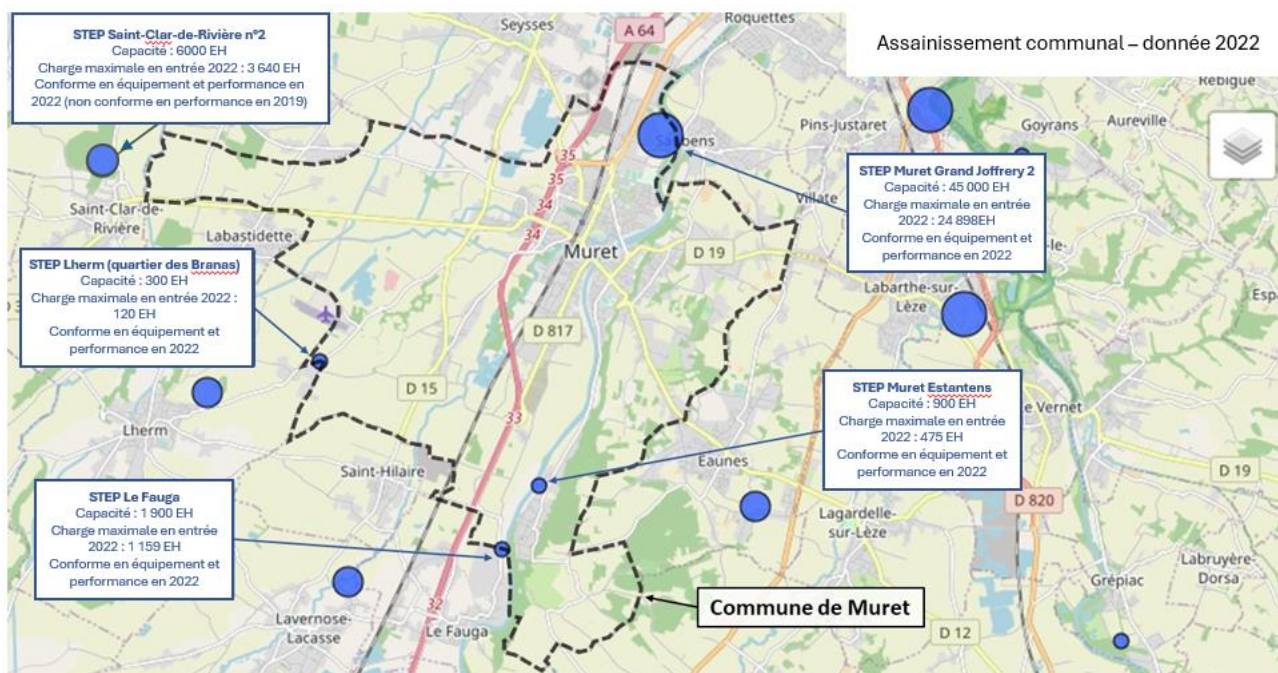 Assainissement communal – donnée 2022
STEP Saint-Clar-de-Rivière n°2
Capacité : 6000 EH
Charge maximale en entrée 2022 : 3 640 EH
Conforme en équipement et performance en
2022 (non conforme en performance en 2019)
STEP Lherm (quartier des Branas)
Capacité : 300 EH
Charge maximale en entrée 2022 :
120 EH
Conforme en équipement et
performance en 2022
STEP Le Fauga
Capacité : 1 900 EH
Charge maximale en entrée
2022 : 1 159 EH
Conforme en équipement et
performance en 2022
STEP Muret Grand Joffrery 2
Capacité : 45 000 EH
Charge maximale en entrée
2022 : 24 898EH
Conforme en équipement et
performance en 2022
STEP Muret Estantens
Capacité : 900 EH
Charge maximale en entrée
2022 : 475 EH
Conforme en équipement et
performance en 2022
Commune de Muret
Seysses
A 64
Roquettes
Rebigue
Pins-Justaret
Goyrans
Aureville
35
35
34
34
33
32
Saint-Clar-de-
Rivière
Labastidette
Muret
D 19
Villate
Labarthe-sur-
Lèze
D 817
D 15
Lherm
Saint-Hilaire
Eaunes
Lagardelle-
sur-Lèze
D 820
D 19
Labruyère-
Dorsa
Grépiac
Lavernose-
Lacasse
Le Fauga
D 12